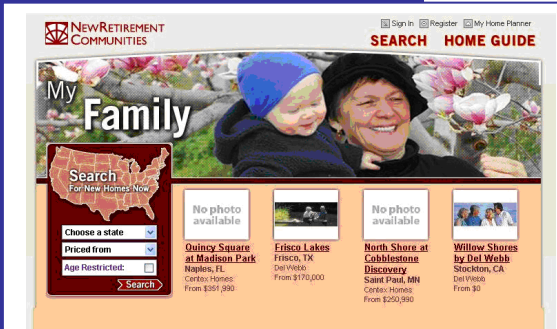 NEWRETIREMENT
COMMUNITIES
Sign In Register My Home Planner
SEARCH HOME GUIDE
My
Family
Search
For New Homes Now
Choose a state
Priced from
Age Restricted:
Search
No photo
available
Quincy Square
at Madison Park
Naples, FL
Centex Homes
From $351,990
Frisco Lakes
Frisco, TX
Del Webb
From $170,000
No photo
available
North Shore at
Cobblestone
Discovery
Saint Paul, MN
Centex Homes
From $250,990
Willow Shores
by Del Webb
Stockton, CA
Del Webb
From $0